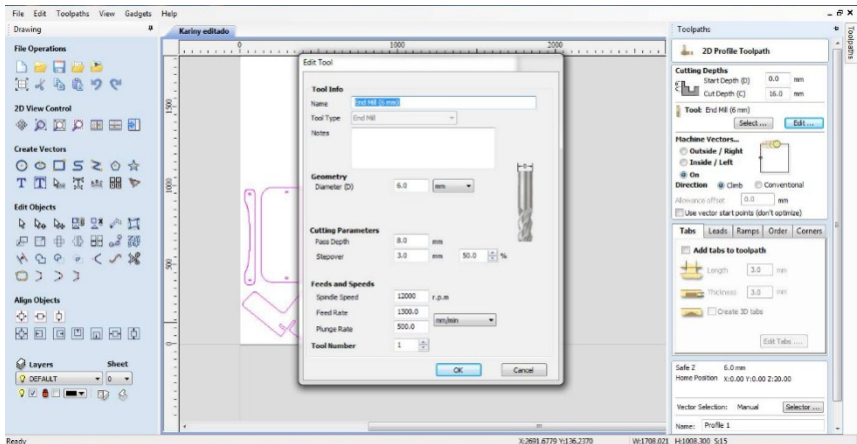 File Edit Toolpaths View Gadgets Help
Drawing
File Operations
2D View Control
Create Vectors
Edit Objects
Align Objects
Layers Sheet
DEFAULT 0
Ready
Kariny editado
0 1000 2000
1500
1000
500
0
Edit Tool
Tool Info
Name End Mill (6 mm)
Tool Type End Mill
Notes
Geometry
Diameter (D) 6.0 mm
Cutting Parameters
Pass Depth 8.0 mm
Stepover 3.0 mm 50.0 %
Feeds and Speeds
Spindle Speed 12000 r.p.m
Feed Rate 1500.0
mm/min
Plunge Rate 500.0
Tool Number 1
OK Cancel
Toolpaths
Toolpaths
2D Profile Toolpath
Cutting Depths
Start Depth (D) 0.0 mm
Cut Depth (C) 16.0 mm
Tool: End Mill (6 mm)
Select ... Edit ...
Machine Vectors...
Outside / Right
Inside / Left
On
Direction Climb Conventional
Allowance offset 0.0 mm
Use vector start points (don't optimize)
Tabs Leads Ramps Order Corners
Add tabs to toolpath
Length 3.0 mm
Thickness 3.0 mm
Create 3D tabs
Edit Tabs ....
Safe Z 6.0 mm
Home Position X:0.00 Y:0.00 Z:20.00
Vector Selection: Manual Selector ...
Name: Profile 1
X:2691.6779 Y:136.2370 W:1708.021 H:1008.300 S:15